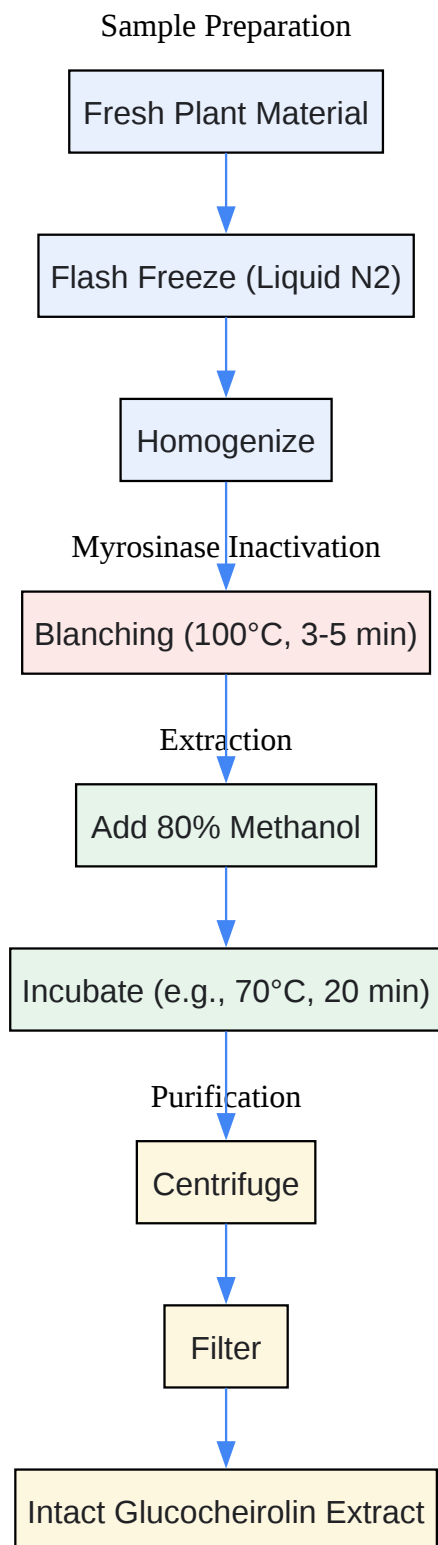 Sample Preparation
Fresh Plant Material
Flash Freeze (Liquid N2)
Homogenize
Myrosinase Inactivation
Blanching (100°C, 3-5 min)
Extraction
Add 80% Methanol
Incubate (e.g., 70°C, 20 min)
Purification
Centrifuge
Filter
Intact Glucocheirolin Extract